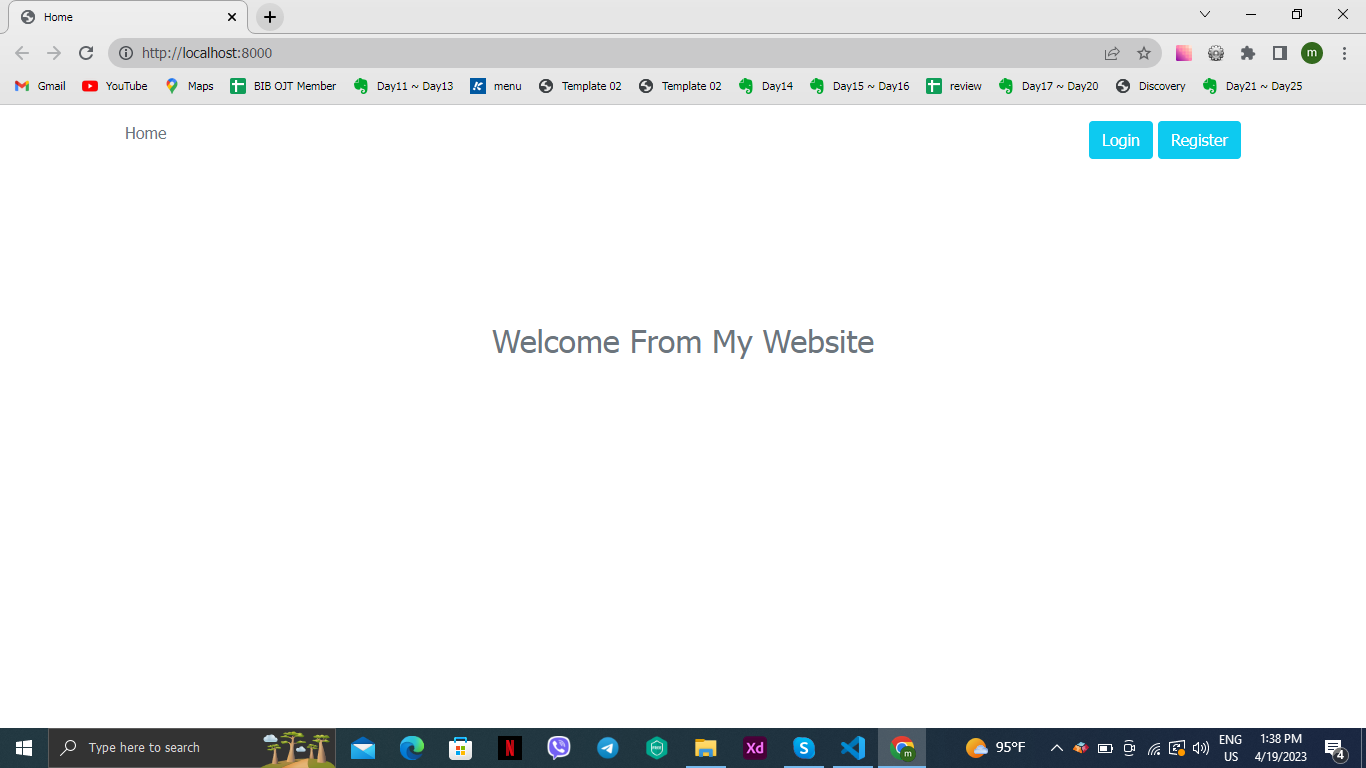 Home
http://localhost:8000
m
Gmail YouTube Maps BIB OJT Member Day11 ~ Day13 menu Template 02 Template 02 Day14 Day15 ~ Day16 review Day17 ~ Day20 Discovery Day21 ~ Day25
Home Login Register
Welcome From My Website
Type here to search N Xd S m 95°F ENG 1:38 PM
US 4/19/2023 4